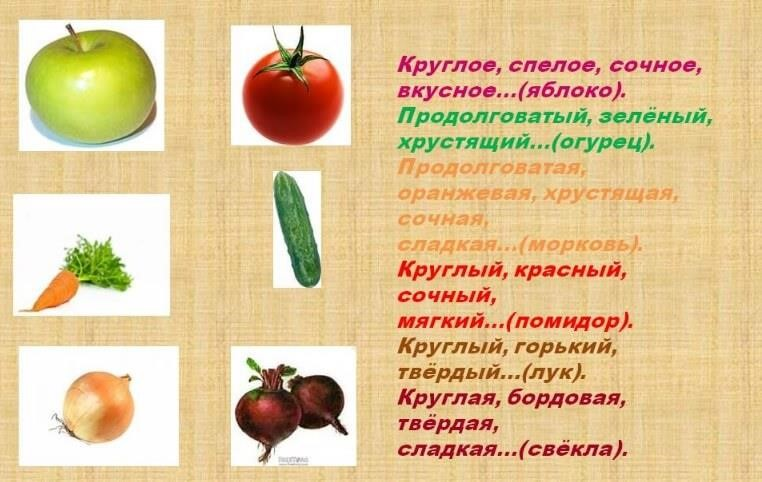 Круглое, спелое, сочное,
вкусное...(яблоко).
Продолговатый, зелёный,
хрустящий...(огурец).
Продолговатая,
оранжевая, хрустящая,
сочная,
сладкая...(морковь).
Круглый, красный,
сочный,
мягкий...(помидор).
Круглый, горький,
твёрдый...(лук).
Круглая, бордовая,
твёрдая,
сладкая...(свёкла).